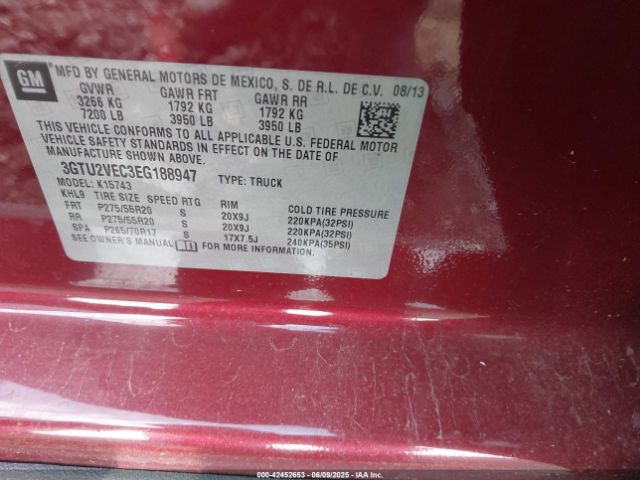 GM
MFD BY GENERAL MOTORS DE MEXICO, S. DE R.L. DE C.V. 08/13
GVWR GAWR FRT GAWR RR
3266 KG 1792 KG 1792 KG
7200 LB 3950 LB 3950 LB
THIS VEHICLE CONFORMS TO ALL APPLICABLE U.S. FEDERAL MOTOR
VEHICLE SAFETY STANDARDS IN EFFECT ON THE DATE OF
MANUFACTURE SHOWN ABOVE.
3GTU2VEC3EG188947 TYPE: TRUCK
MODEL: K15743
KHL9 TIRE SIZE SPEED RTG RIM COLD TIRE PRESSURE
FRT P275/55R20 S 20X9J 220KPA(32PSI)
RR P275/55R20 S 20X9J 220KPA(32PSI)
SPA P265/70R17 S 17X7.5J 240KPA(35PSI)
SEE OWNER'S MANUAL FOR MORE INFORMATION.
000-42452653 - 06/09/2025 - IAA, Inc.